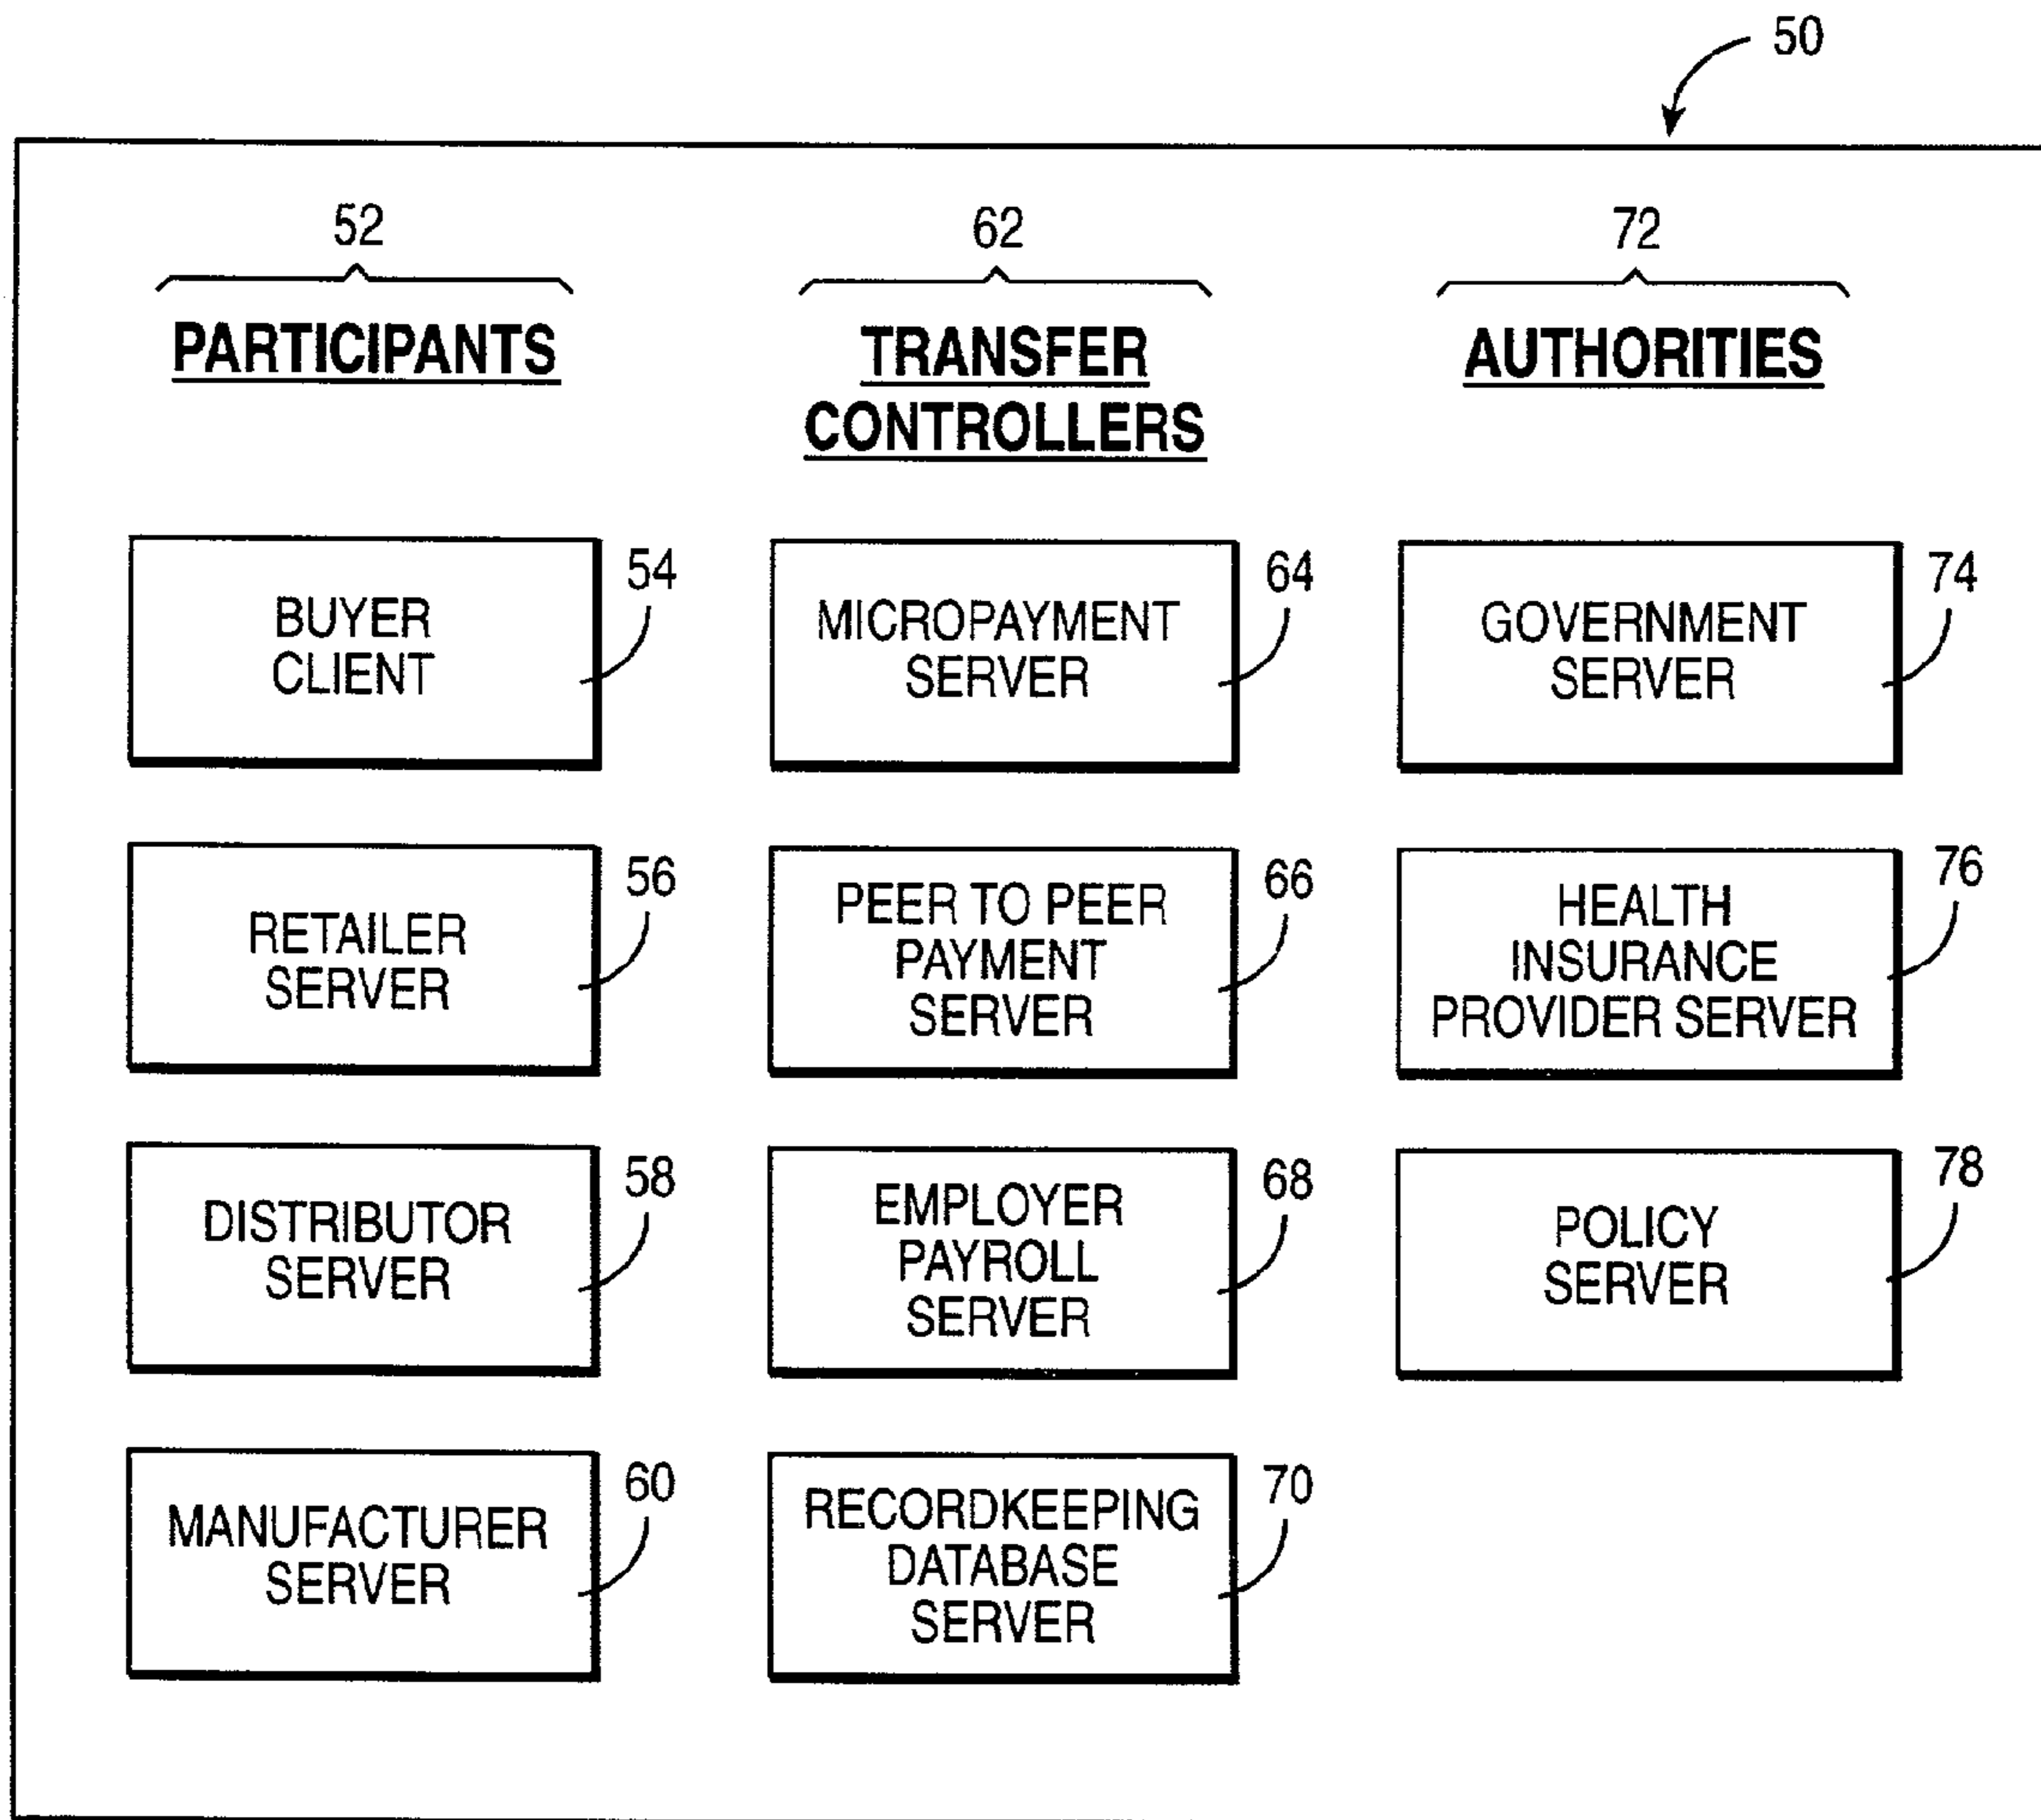 50
52
62
72
PARTICIPANTS
TRANSFER
CONTROLLERS
AUTHORITIES
BUYER
CLIENT
54
MICROPAYMENT
SERVER
64
GOVERNMENT
SERVER
74
RETAILER
SERVER
56
PEER TO PEER
PAYMENT
SERVER
66
HEALTH
INSURANCE
PROVIDER SERVER
76
DISTRIBUTOR
SERVER
58
EMPLOYER
PAYROLL
SERVER
68
POLICY
SERVER
78
MANUFACTURER
SERVER
60
RECORDKEEPING
DATABASE
SERVER
70